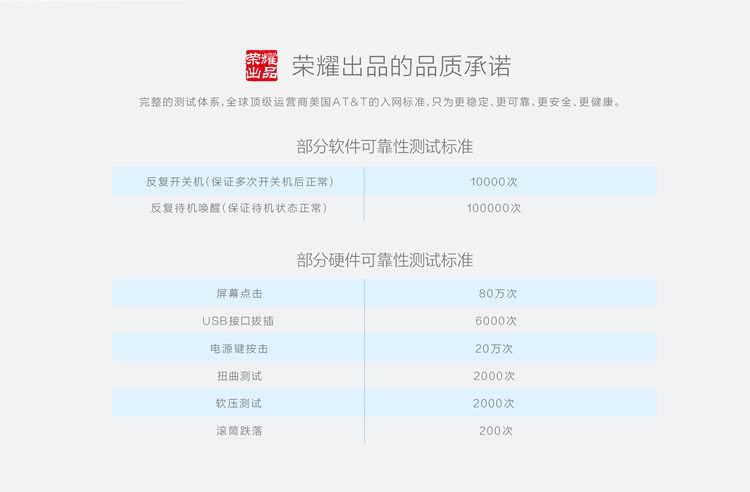 荣耀
出品
荣耀出品的品质承诺
完整的测试体系,全球顶级运营商美国AT&T的入网标准,只为更稳定、更可靠、更安全、更健康。
部分软件可靠性测试标准
反复开关机(保证多次开关机后正常) 10000次
反复待机唤醒(保证待机状态正常) 100000次
部分硬件可靠性测试标准
屏幕点击 80万次
USB接口拔插 6000次
电源键按击 20万次
扭曲测试 2000次
软压测试 2000次
滚筒跌落 200次